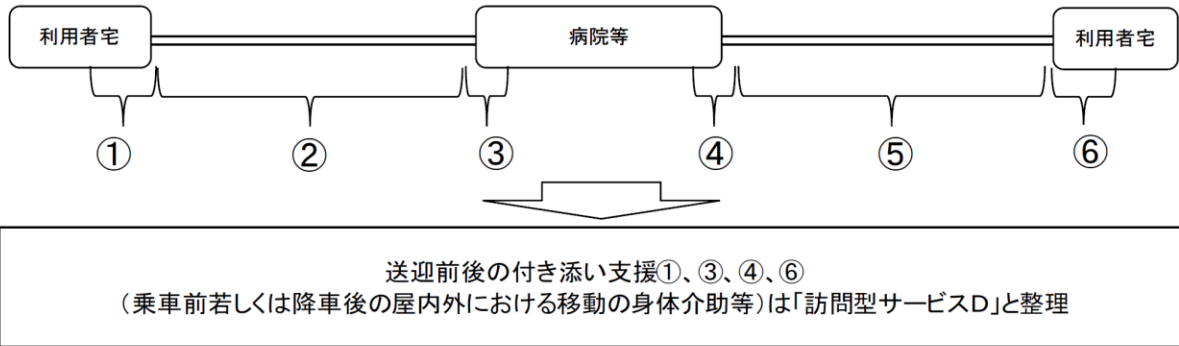 利用者宅
病院等
利用者宅
① ② ③ ④ ⑤ ⑥
送迎前後の付き添い支援①、③、④、⑥
(乗車前若しくは降車後の屋内外における移動の身体介助等)は「訪問型サービスD」と整理